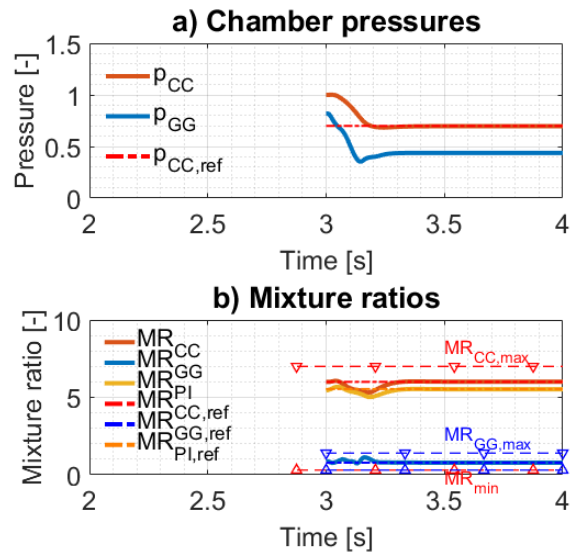 a) Chamber pressures
1.5
1
0.5
0
Pressure [-]
p_CC
p_GG
p_CC,ref
2
2.5
3
3.5
4
Time [s]
b) Mixture ratios
10
5
0
Mixture ratio [-]
MR_CC
MR_GG
MR_PI
MR_CC,ref
MR_GG,ref
MR_PI,ref
MR_CC,max
MR_GG,max
MR_min
2
2.5
3
3.5
4
Time [s]